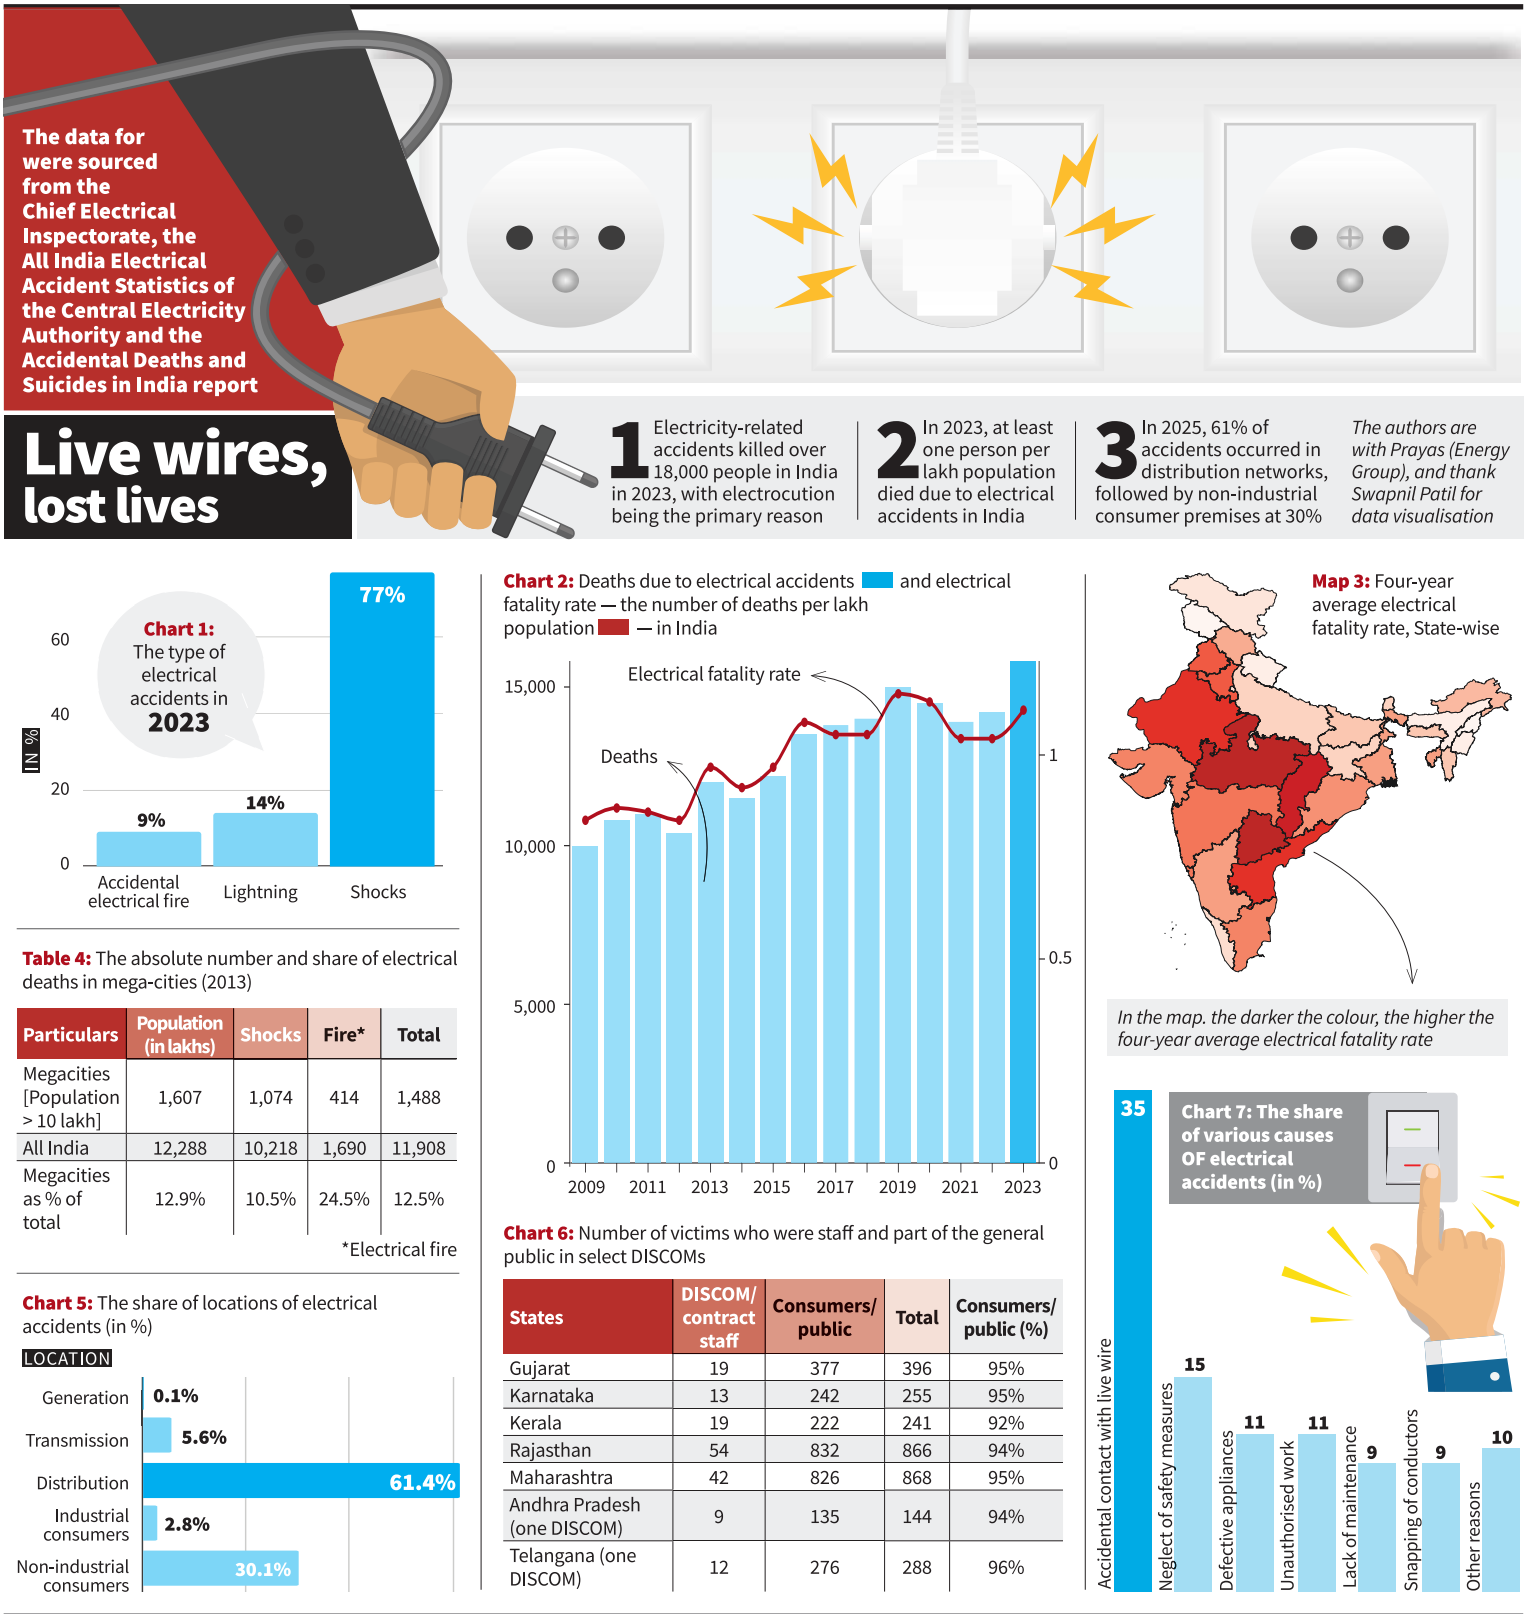 The data for
were sourced
from the
Chief Electrical
Inspectorate, the
All India Electrical
Accident Statistics of
the Central Electricity
Authority and the
Accidental Deaths and
Suicides in India report
Live wires,
lost lives
1 Electricity-related
accidents killed over
18,000 people in India
in 2023, with electrocution
being the primary reason
2 In 2023, at least
one person per
lakh population
died due to electrical
accidents in India
3 In 2025, 61% of
accidents occurred in
distribution networks,
followed by non-industrial
consumer premises at 30%
The authors are
with Prayas (Energy
Group), and thank
Swapnil Patil for
data visualisation
Chart 1:
The type of
electrical
accidents in
2023
IN %
60
40
20
0
9%
14%
77%
Accidental
electrical fire
Lightning
Shocks
Table 4: The absolute number and share of electrical
deaths in mega-cities (2013)
Particulars Population (in lakhs) Shocks Fire* Total
Megacities
[Population
> 10 lakh] 1,607 1,074 414 1,488
All India 12,288 10,218 1,690 11,908
Megacities
as % of
total 12.9% 10.5% 24.5% 12.5%
*Electrical fire
Chart 5: The share of locations of electrical
accidents (in %)
LOCATION
Generation 0.1%
Transmission 5.6%
Distribution 61.4%
Industrial
consumers 2.8%
Non-industrial
consumers 30.1%
Chart 2: Deaths due to electrical accidents and electrical
fatality rate — the number of deaths per lakh
population — in India
Electrical fatality rate
Deaths
15,000
10,000
5,000
0
1
0.5
0
2009 2011 2013 2015 2017 2019 2021 2023
Chart 6: Number of victims who were staff and part of the general
public in select DISCOMs
States DISCOM/ contract staff Consumers/ public Total Consumers/ public (%)
Gujarat 19 377 396 95%
Karnataka 13 242 255 95%
Kerala 19 222 241 92%
Rajasthan 54 832 866 94%
Maharashtra 42 826 868 95%
Andhra Pradesh
(one DISCOM) 9 135 144 94%
Telangana (one
DISCOM) 12 276 288 96%
Map 3: Four-year
average electrical
fatality rate, State-wise
In the map. the darker the colour, the higher the
four-year average electrical fatality rate
Chart 7: The share
of various causes
OF electrical
accidents (in %)
Accidental contact with live wire 35
Neglect of safety measures 15
Defective appliances 11
Unauthorised work 11
Lack of maintenance 9
Snapping of conductors 9
Other reasons 10